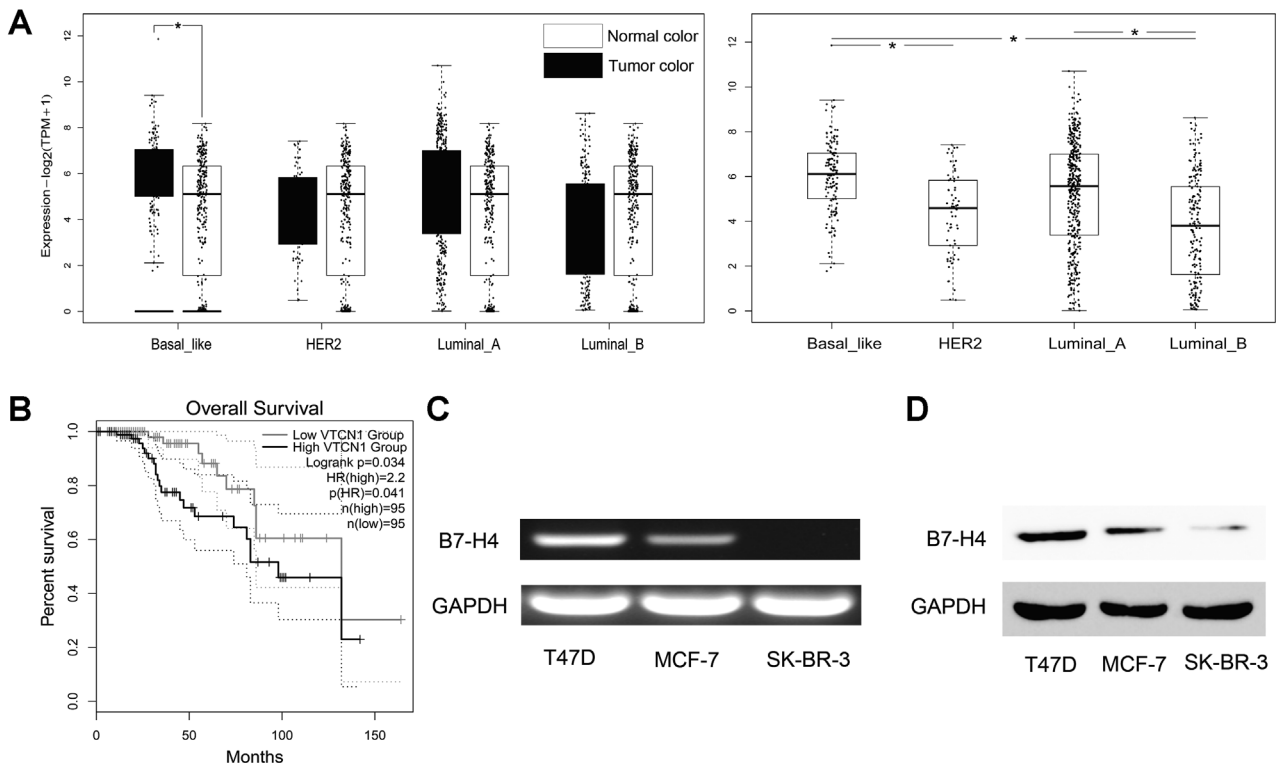 A
Expression−log2(TPM+1)
12
10
8
6
4
2
0
*
Normal color
Tumor color
Basal_like
HER2
Luminal_A
Luminal_B
12
10
8
6
4
2
0
*
*
*
Basal_like
HER2
Luminal_A
Luminal_B
B
Overall Survival
Low VTCN1 Group
High VTCN1 Group
Logrank p=0.034
HR(high)=2.2
p(HR)=0.041
n(high)=95
n(low)=95
Percent survival
1.0
0.8
0.6
0.4
0.2
0.0
0
50
100
150
Months
C
B7-H4
GAPDH
T47D
MCF-7
SK-BR-3
D
B7-H4
GAPDH
T47D
MCF-7
SK-BR-3